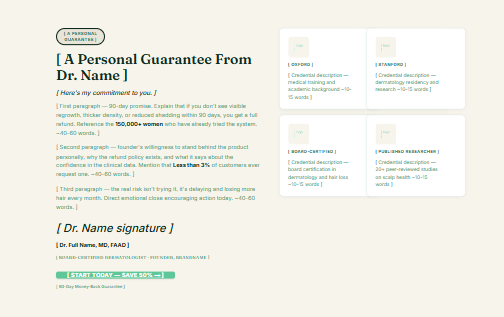 [ A PERSONAL
GUARANTEE ]
[ A Personal Guarantee From
Dr. Name ]
[ Here's my commitment to you. ]
[ First paragraph — 90-day promise. Explain that if you don't see visible
regrowth, thicker density, or reduced shedding within 90 days, you get a full
refund. Reference the 150,000+ women who have already tried the system.
~40-60 words. ]
[ Second paragraph — founder's willingness to stand behind the product
personally, why the refund policy exists, and what it says about the
confidence in the clinical data. Mention that Less than 3% of customers ever
request one. ~40-60 words. ]
[ Third paragraph — the real risk isn't trying it, it's delaying and losing more
hair every month. Direct emotional close encouraging action today. ~40-60
words. ]
[ Dr. Name signature ]
[ Dr. Full Name, MD, FAAD ]
[ BOARD-CERTIFIED DERMATOLOGIST · FOUNDER, BRANDNAME ]
[ START TODAY — SAVE 50% → ]
[ 90-Day Money-Back Guarantee ]
[ OXFORD ]
[ Credential description —
medical training and
academic background ~10-
15 words ]
[ STANFORD ]
[ Credential description —
dermatology residency and
research ~10-15 words ]
[ BOARD-CERTIFIED ]
[ Credential description —
board certification in
dermatology and hair loss
~10-15 words ]
[ PUBLISHED RESEARCHER ]
[ Credential description —
20+ peer-reviewed studies
on scalp health ~10-15
words ]